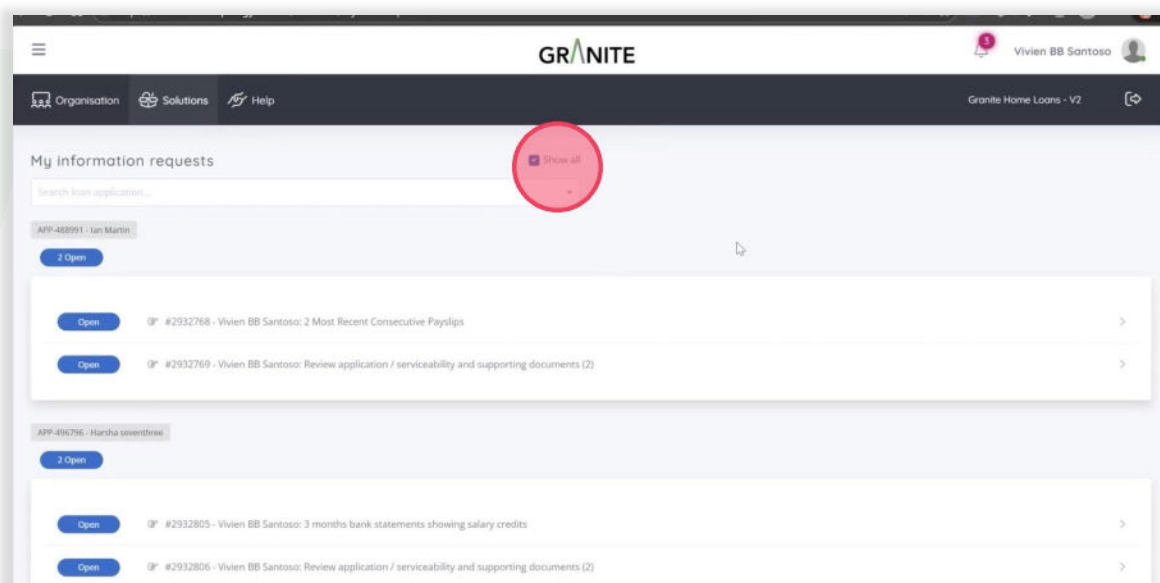 GRANITE
3
Vivien BB Santoso
Organisation
Solutions
Help
Granite Home Loans - V2
My information requests
Show all
Search loan application...
APP-488991 - Ian Martin
2 Open
Open #2932768 - Vivien BB Santoso: 2 Most Recent Consecutive Payslips
Open #2932769 - Vivien BB Santoso: Review application / serviceability and supporting documents (2)
APP-496796 - Harsha seventhree
2 Open
Open #2932805 - Vivien BB Santoso: 3 months bank statements showing salary credits
Open #2932806 - Vivien BB Santoso: Review application / serviceability and supporting documents (2)